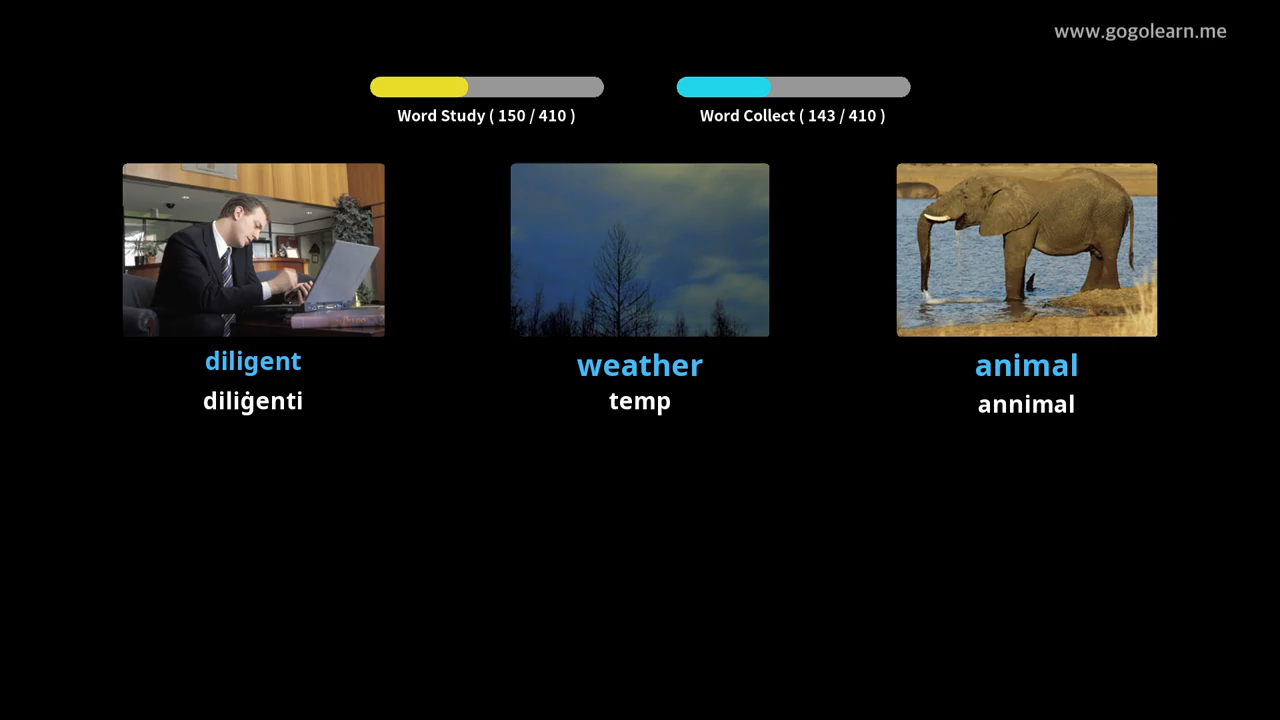 www.gogolearn.me
Word Study ( 150 / 410 )
Word Collect ( 143 / 410 )
diligent
diliġenti
weather
temp
animal
annimal